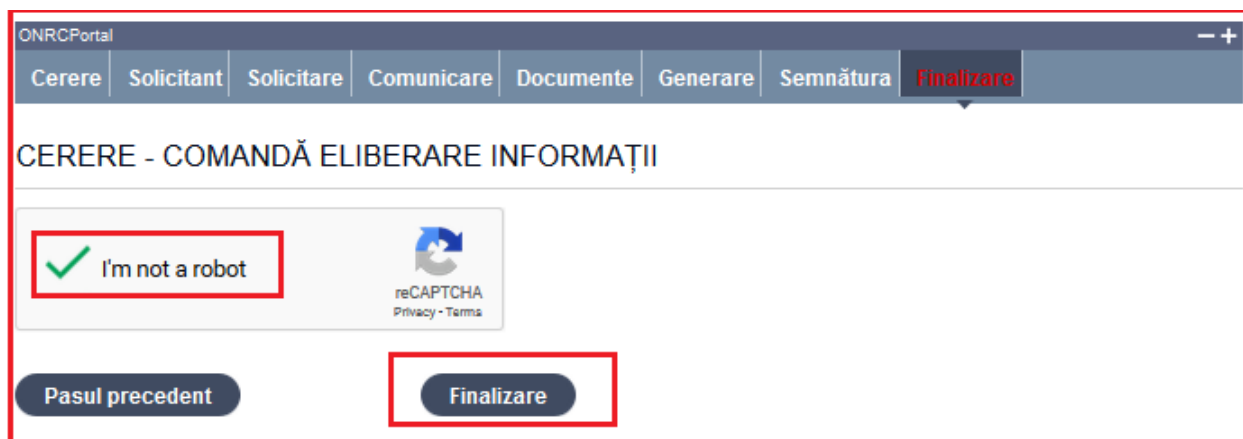 ONRCPortal
Cerere Solicitant Solicitare Comunicare Documente Generare Semnătura Finalizare
CERERE - COMANDĂ ELIBERARE INFORMAȚII
I'm not a robot
reCAPTCHA
Privacy - Terms
Pasul precedent Finalizare